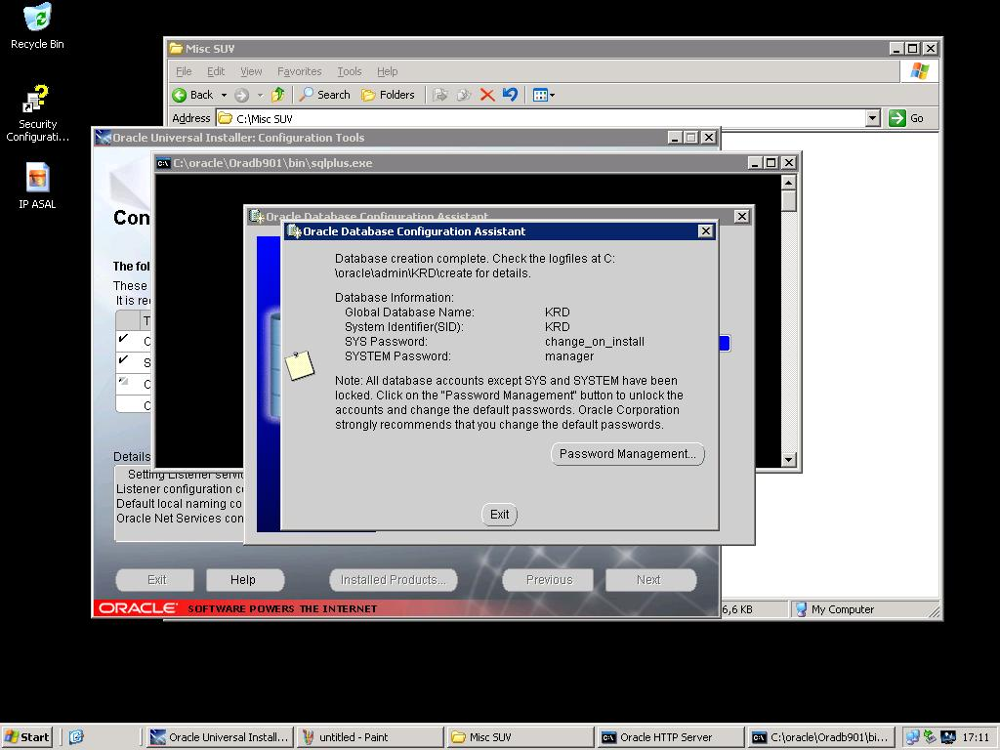 Recycle Bin
Security
Configurati...
IP ASAL
Misc SUV
File Edit View Favorites Tools Help
Back Search Folders
Address C:\Misc SUV Go
Oracle Universal Installer: Configuration Tools
C:\oracle\Oradb901\bin\sqlplus.exe
Con
The fol
These
It is re
T
C
S
C
C
Details
Setting Listener servi
Listener configuration co
Default local naming co
Oracle Net Services con
Oracle Database Configuration Assistant
Oracle Database Configuration Assistant
Database creation complete. Check the logfiles at C:
\oracle\admin\KRD\create for details.
Database Information:
Global Database Name: KRD
System Identifier(SID): KRD
SYS Password: change_on_install
SYSTEM Password: manager
Note: All database accounts except SYS and SYSTEM have been
locked. Click on the "Password Management" button to unlock the
accounts and change the default passwords. Oracle Corporation
strongly recommends that you change the default passwords.
Password Management...
Exit
Exit Help Installed Products... Previous Next
ORACLE SOFTWARE POWERS THE INTERNET
6,6 KB My Computer
Start Oracle Universal Install... untitled - Paint Misc SUV Oracle HTTP Server C:\oracle\Oradb901\bi... 17:11